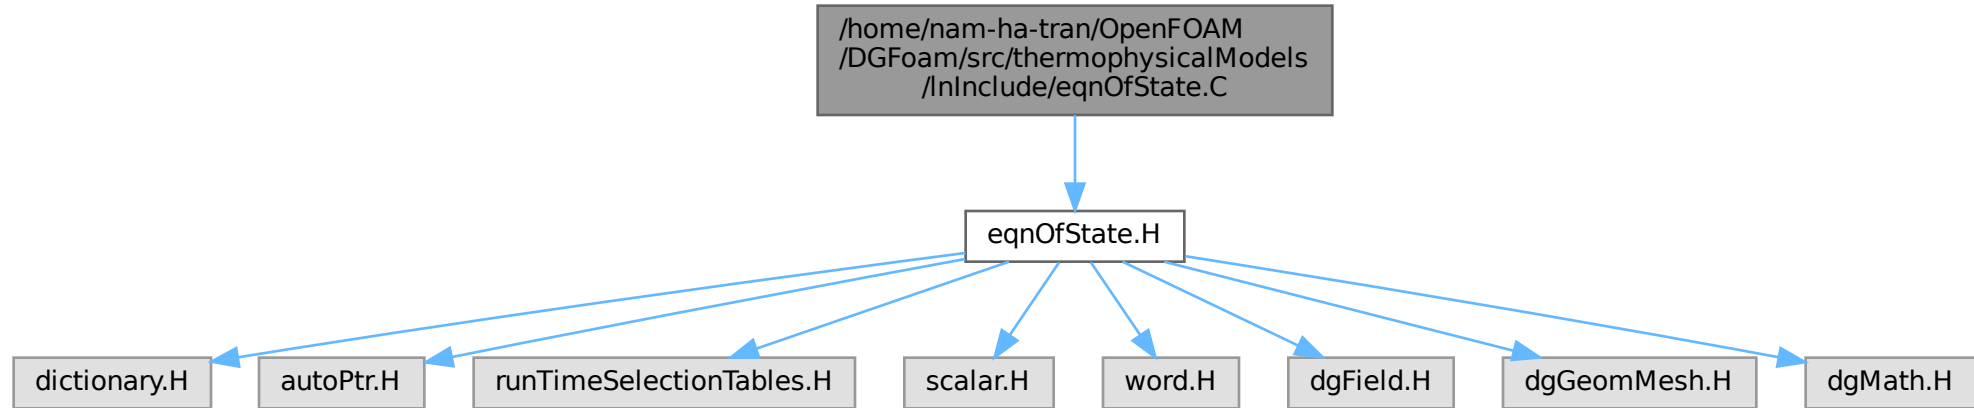 /home/nam-ha-tran/OpenFOAM
/DGFoam/src/thermophysicalModels
/lnInclude/eqnOfState.C
eqnOfState.H
dictionary.H
autoPtr.H
runTimeSelectionTables.H
scalar.H
word.H
dgField.H
dgGeomMesh.H
dgMath.H